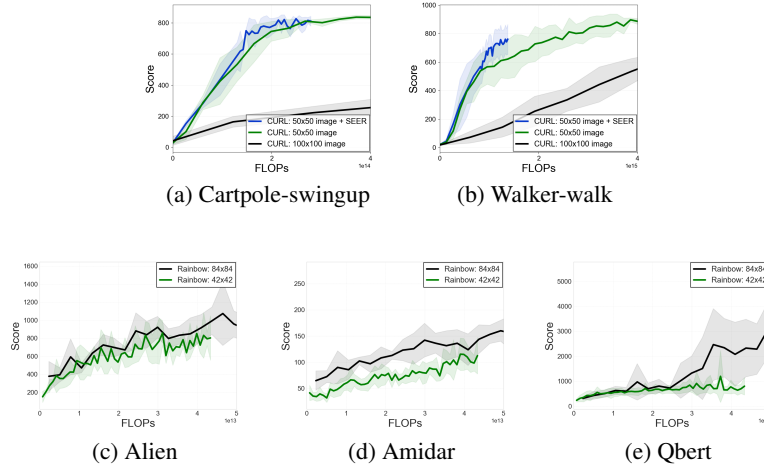 800
600
400
200
0
Score
0
2
4
FLOPs
1e14
CURL: 50x50 image + SEER
CURL: 50x50 image
CURL: 100x100 image
(a) Cartpole-swingup
1000
800
600
400
200
0
Score
0
2
4
FLOPs
1e15
CURL: 50x50 image + SEER
CURL: 50x50 image
CURL: 100x100 image
(b) Walker-walk
1600
1400
1200
1000
800
600
400
200
Score
0
1
2
3
4
5
FLOPs
1e13
Rainbow: 84x84
Rainbow: 42x42
(c) Alien
250
200
150
100
50
Score
0
1
2
3
4
5
FLOPs
1e13
Rainbow: 84x84
Rainbow: 42x42
(d) Amidar
5000
4000
3000
2000
1000
0
Score
0
1
2
3
4
5
FLOPs
1e13
Rainbow: 84x84
Rainbow: 42x42
(e) Qbert